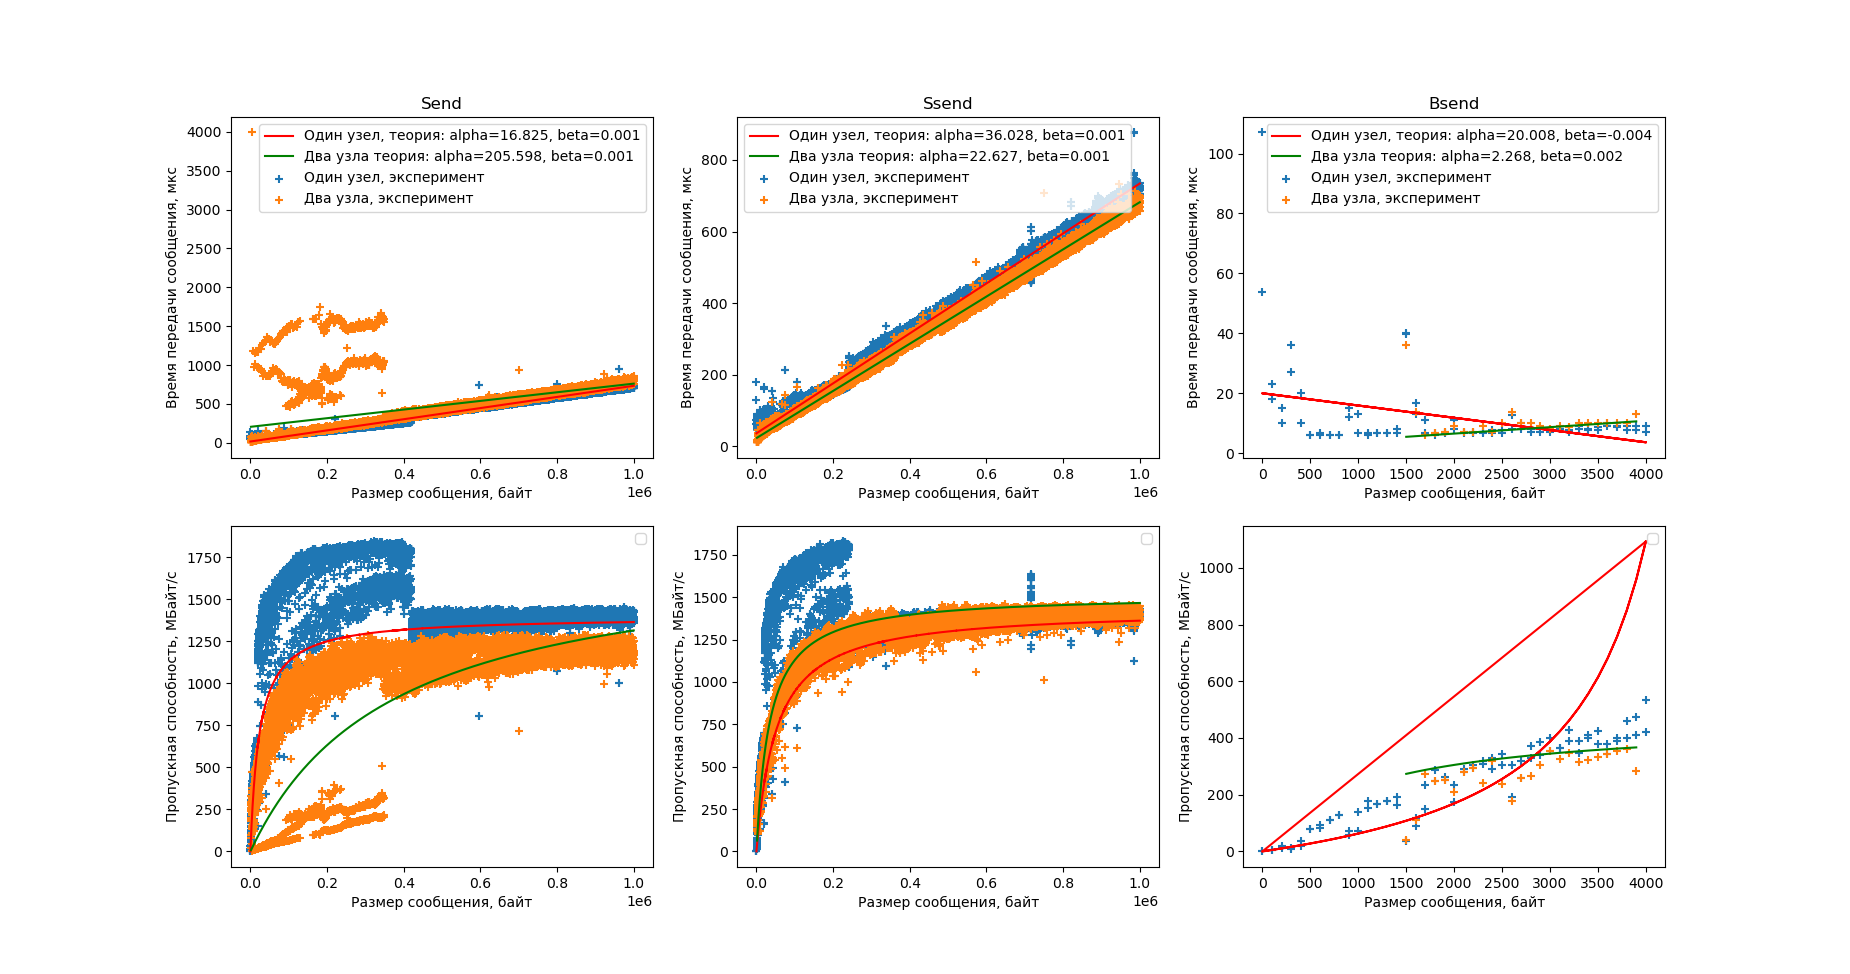 Send
Время передачи сообщения, мкс
4000
3500
3000
2500
2000
1500
1000
500
0
Один узел, теория: alpha=16.825, beta=0.001
Два узла теория: alpha=205.598, beta=0.001
Один узел, эксперимент
Два узла, эксперимент
0.0 0.2 0.4 0.6 0.8 1.0
1e6
Размер сообщения, байт
Ssend
Время передачи сообщения, мкс
800
600
400
200
0
Один узел, теория: alpha=36.028, beta=0.001
Два узла теория: alpha=22.627, beta=0.001
Один узел, эксперимент
Два узла, эксперимент
0.0 0.2 0.4 0.6 0.8 1.0
1e6
Размер сообщения, байт
Bsend
Время передачи сообщения, мкс
100
80
60
40
20
0
Один узел, теория: alpha=20.008, beta=-0.004
Два узла теория: alpha=2.268, beta=0.002
Один узел, эксперимент
Два узла, эксперимент
0 500 1000 1500 2000 2500 3000 3500 4000
Размер сообщения, байт
Пропускная способность, МБайт/с
1750
1500
1250
1000
750
500
250
0
0.0 0.2 0.4 0.6 0.8 1.0
1e6
Размер сообщения, байт
Пропускная способность, МБайт/с
1750
1500
1250
1000
750
500
250
0
0.0 0.2 0.4 0.6 0.8 1.0
1e6
Размер сообщения, байт
Пропускная способность, МБайт/с
1000
800
600
400
200
0
0 500 1000 1500 2000 2500 3000 3500 4000
Размер сообщения, байт